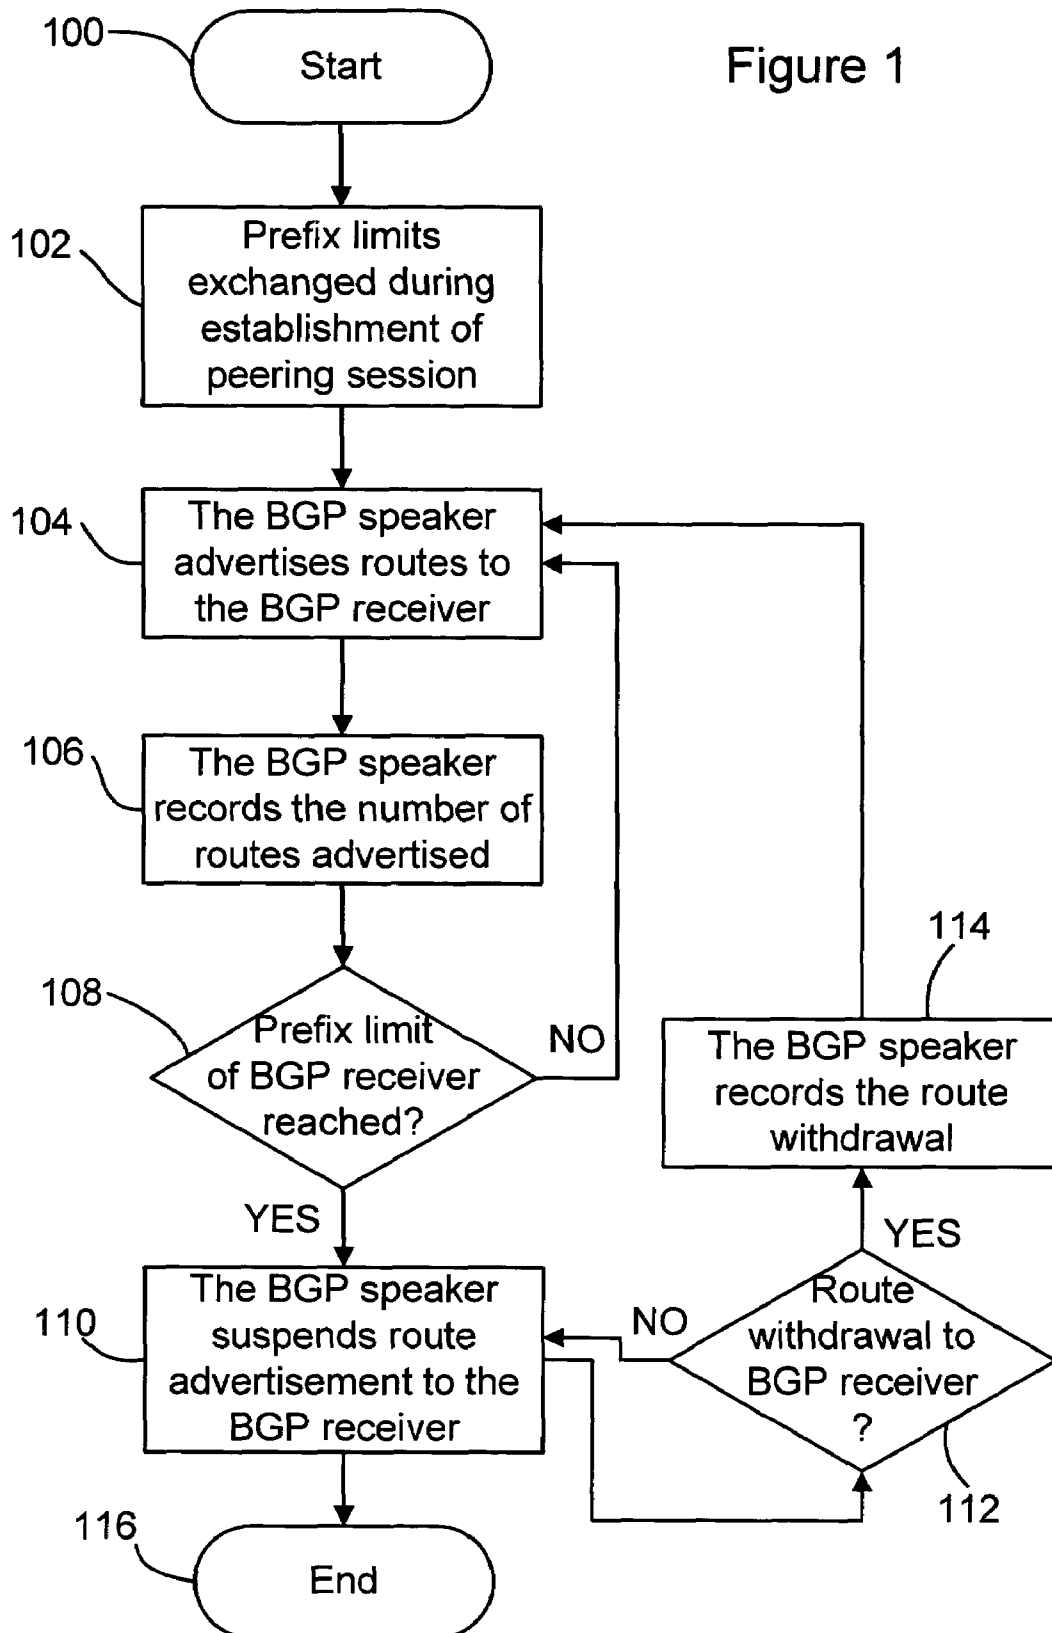 Figure 1
100
Start
102
Prefix limits
exchanged during
establishment of
peering session
104
The BGP speaker
advertises routes to
the BGP receiver
106
The BGP speaker
records the number of
routes advertised
108
Prefix limit
of BGP receiver
reached?
NO
YES
114
The BGP speaker
records the route
withdrawal
YES
110
The BGP speaker
suspends route
advertisement to the
BGP receiver
NO
Route
withdrawal to
BGP receiver
?
112
116
End